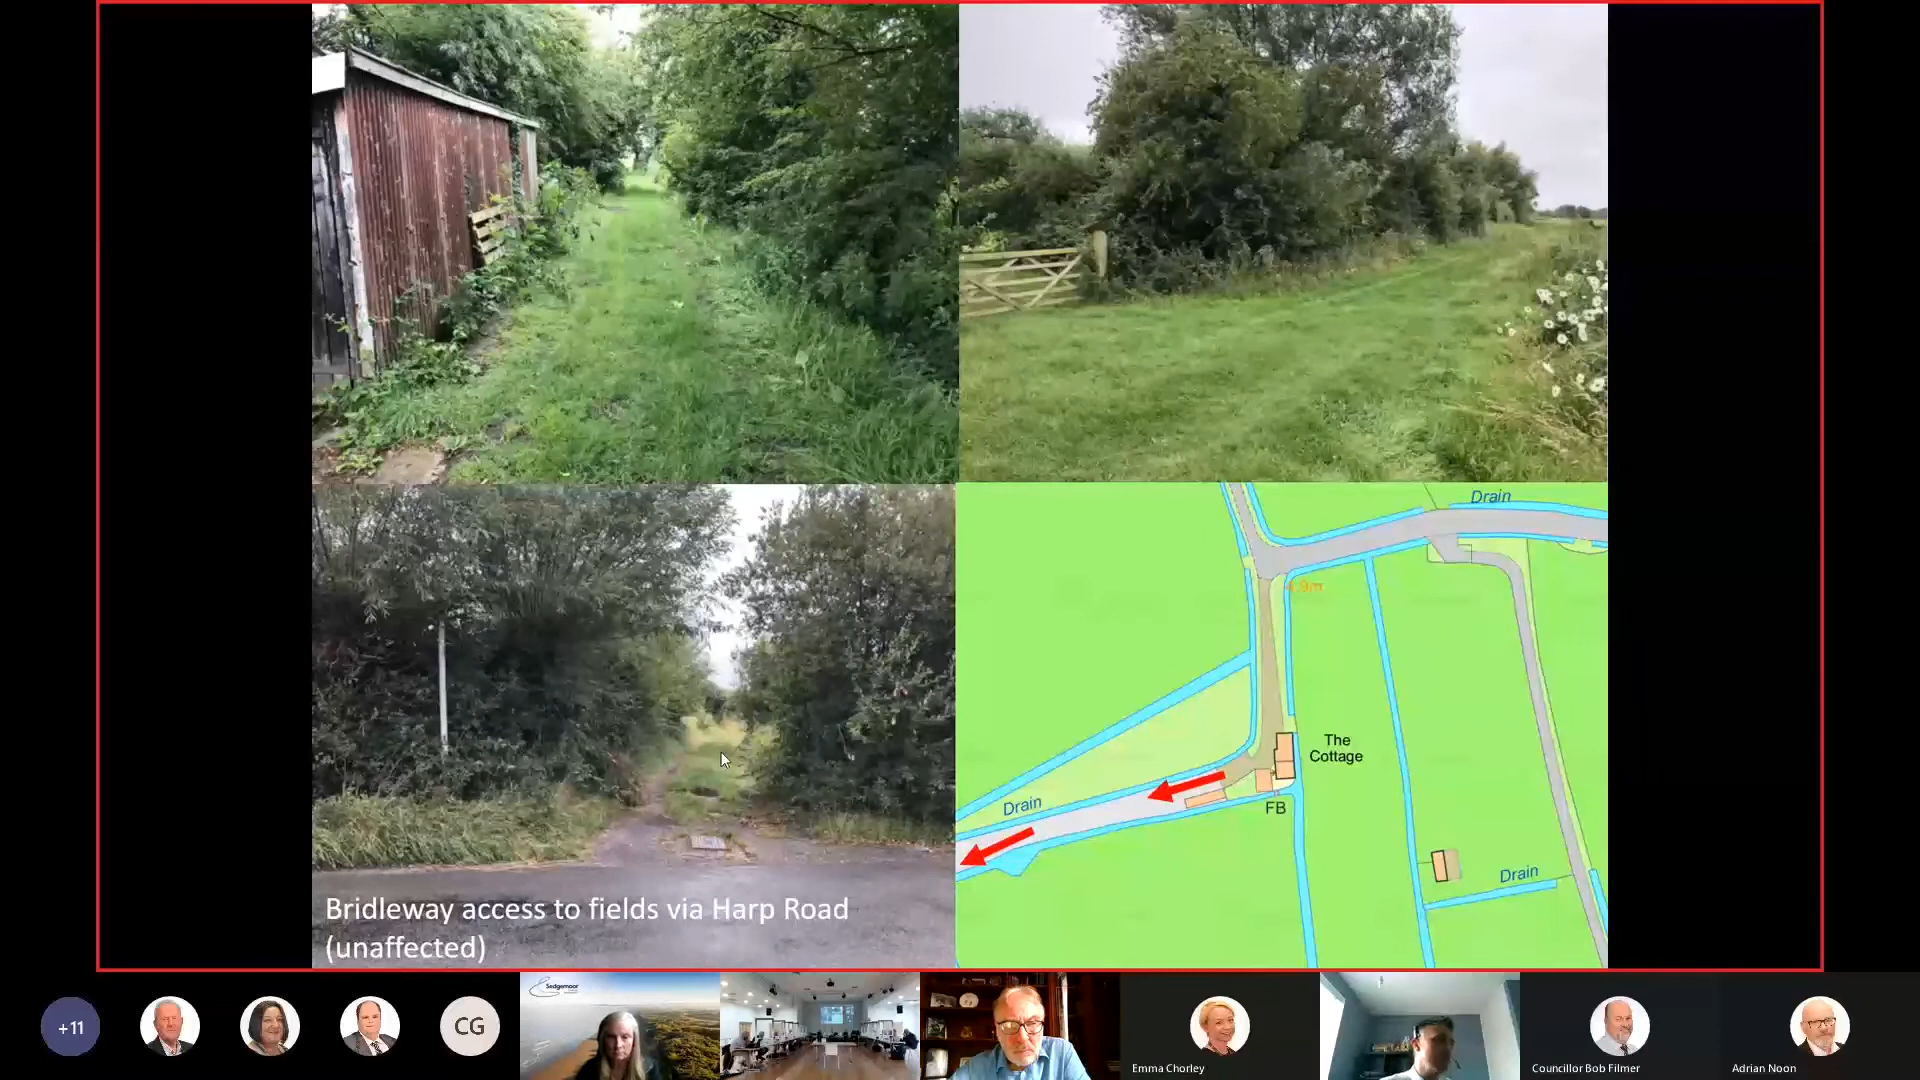 Drain
The
Cottage
Drain
FB
Drain
Bridleway access to fields via Harp Road
(unaffected)
+11
CG
Sedgemoor
Emma Chorley
Councillor Bob Filmer
Adrian Noon